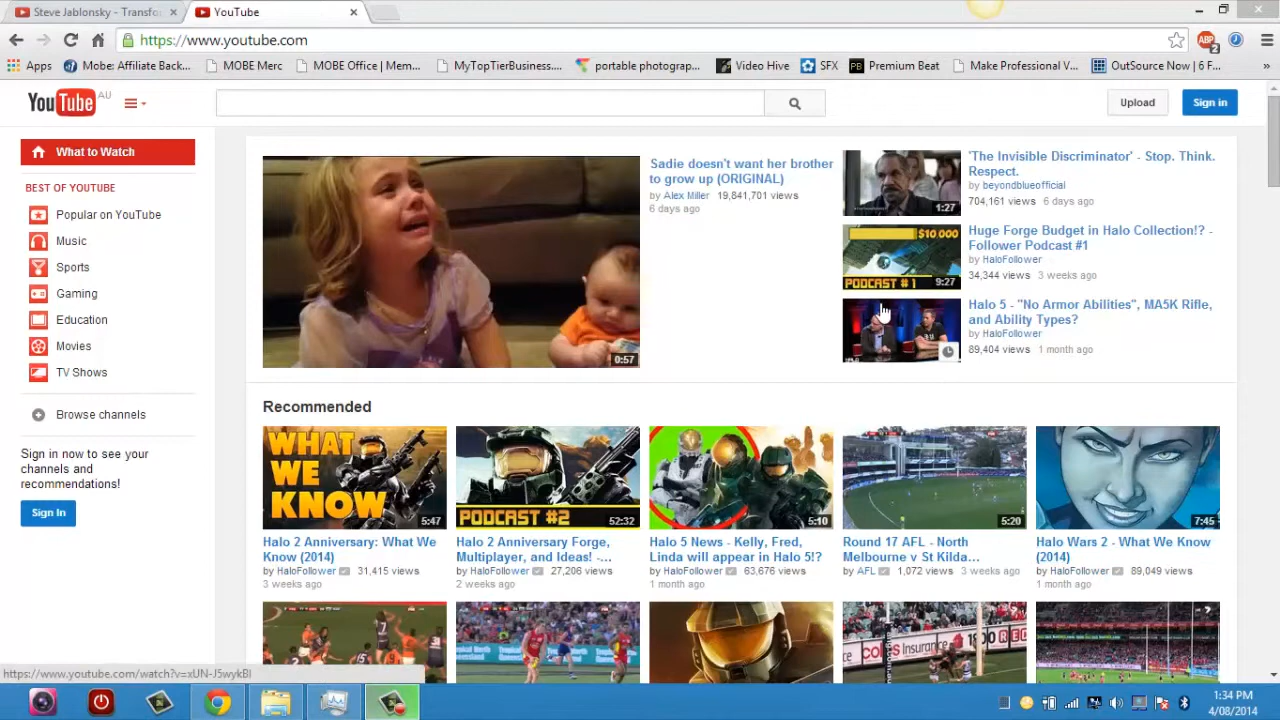 Steve Jablonsky - Transfo
YouTube
https://www.youtube.com
Apps
Mobe: Affiliate Back...
MOBE Merc
MOBE Office | Mem...
MyTopTierBusiness....
portable photograp...
Video Hive
SFX
PB
Premium Beat
Make Professional V...
OutSource Now | 6 F...
»
ABP
2
YouTube AU
Upload
Sign in
What to Watch
BEST OF YOUTUBE
Popular on YouTube
Music
Sports
Gaming
Education
Movies
TV Shows
Browse channels
Sign in now to see your
channels and
recommendations!
Sign In
0:57
Sadie doesn't want her brother
to grow up (ORIGINAL)
by Alex Miller 19,841,701 views
6 days ago
1:27
'The Invisible Discriminator' - Stop. Think.
Respect.
by beyondblueofficial
704,161 views 6 days ago
$10 000
PODCAST #1
9:27
Huge Forge Budget in Halo Collection!? -
Follower Podcast #1
by HaloFollower
34,344 views 3 weeks ago
Halo 5 - "No Armor Abilities", MA5K Rifle,
and Ability Types?
by HaloFollower
89,404 views 1 month ago
Recommended
WHAT
WE
KNOW
5:47
Halo 2 Anniversary: What We
Know (2014)
by HaloFollower 31,415 views
3 weeks ago
PODCAST #2
52:32
Halo 2 Anniversary Forge,
Multiplayer, and Ideas! -...
by HaloFollower 27,206 views
2 weeks ago
5:10
Halo 5 News - Kelly, Fred,
Linda will appear in Halo 5!?
by HaloFollower 63,676 views
1 month ago
5:20
Round 17 AFL - North
Melbourne v St Kilda...
by AFL 1,072 views 3 weeks ago
7:45
Halo Wars 2 - What We Know
(2014)
by HaloFollower 89,049 views
1 month ago
https://www.youtube.com/watch?v=xUN-J5wykBI
1:34 PM
4/08/2014